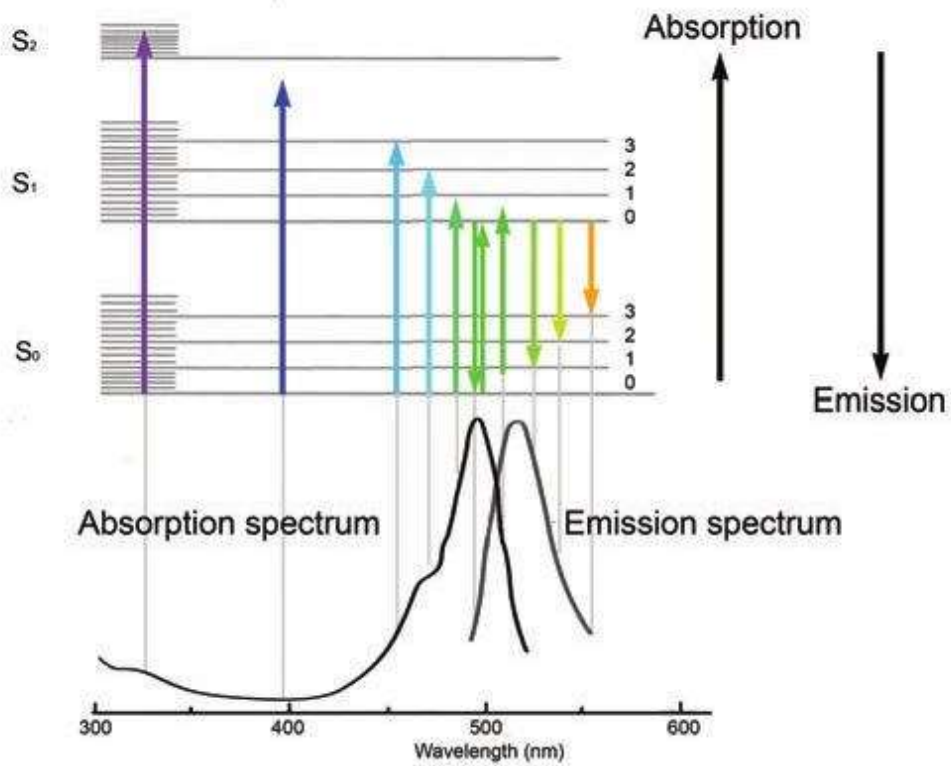 S₂
Absorption
S₁
3
2
1
0
S₀
3
2
1
0
Emission
Absorption spectrum
Emission spectrum
300 400 500 600
Wavelength (nm)